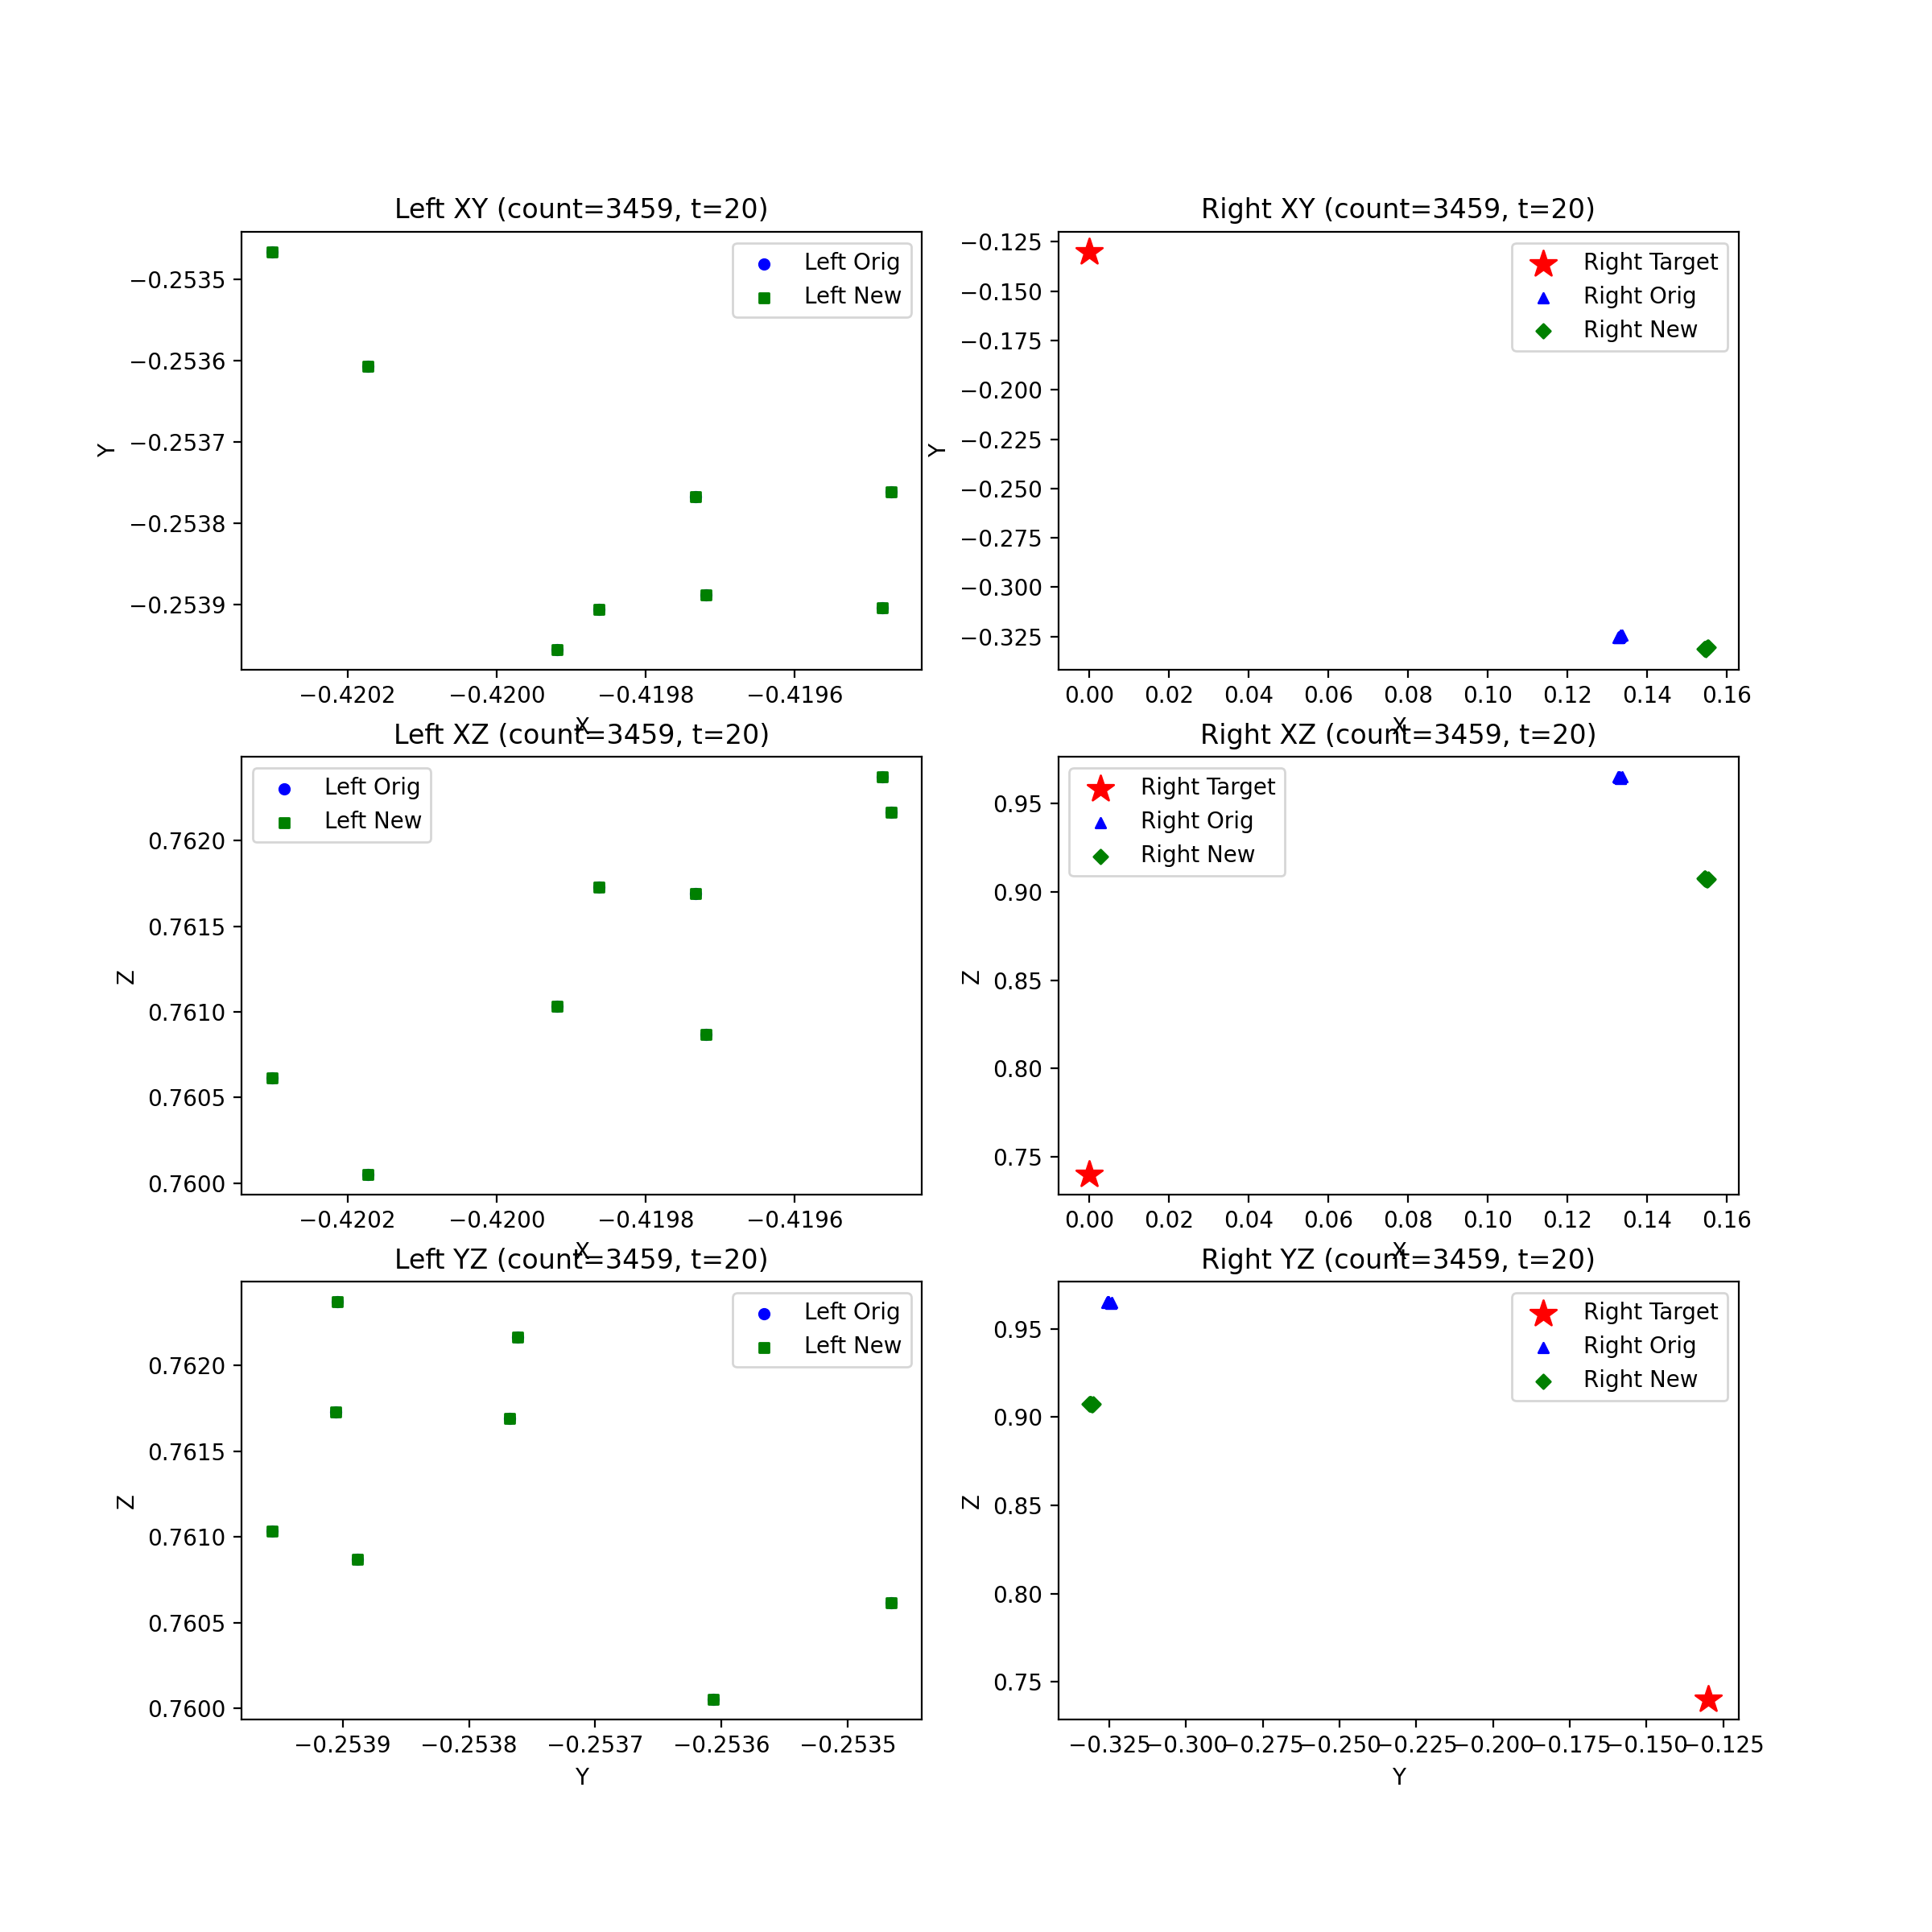 Left XY (count=3459, t=20)
Left Orig
Left New
−0.2535
−0.2536
−0.2537
−0.2538
−0.2539
Y
−0.4202 −0.4200 −0.4198 −0.4196
X
Right XY (count=3459, t=20)
Right Target
Right Orig
Right New
−0.125
−0.150
−0.175
−0.200
−0.225
−0.250
−0.275
−0.300
−0.325
Y
0.00 0.02 0.04 0.06 0.08 0.10 0.12 0.14 0.16
X
Left XZ (count=3459, t=20)
Left Orig
Left New
0.7620
0.7615
0.7610
0.7605
0.7600
Z
−0.4202 −0.4200 −0.4198 −0.4196
X
Right XZ (count=3459, t=20)
Right Target
Right Orig
Right New
0.95
0.90
0.85
0.80
0.75
Z
0.00 0.02 0.04 0.06 0.08 0.10 0.12 0.14 0.16
X
Left YZ (count=3459, t=20)
Left Orig
Left New
0.7620
0.7615
0.7610
0.7605
0.7600
Z
−0.2539 −0.2538 −0.2537 −0.2536 −0.2535
Y
Right YZ (count=3459, t=20)
Right Target
Right Orig
Right New
0.95
0.90
0.85
0.80
0.75
Z
−0.325 −0.300 −0.275 −0.250 −0.225 −0.200 −0.175 −0.150 −0.125
Y